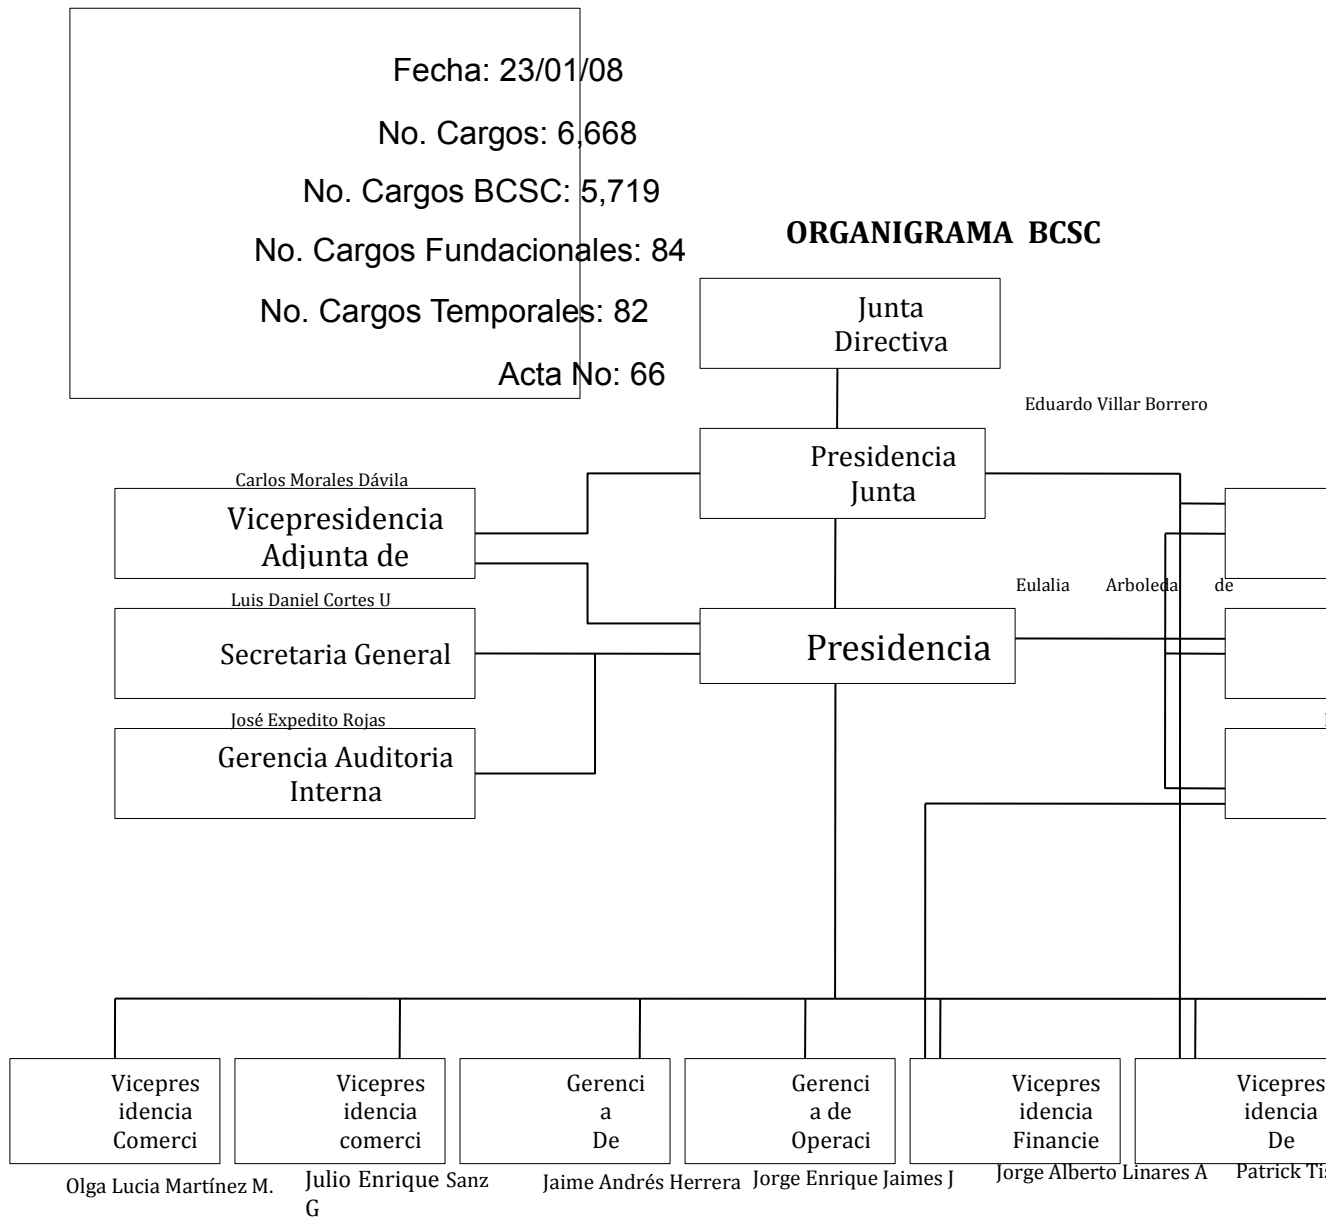 Fecha: 23/01/08
No. Cargos: 6,668
No. Cargos BCSC: 5,719
No. Cargos Fundacionales: 84
No. Cargos Temporales: 82
Acta No: 66
ORGANIGRAMA BCSC
Junta
Directiva
Eduardo Villar Borrero
Presidencia
Junta
Carlos Morales Dávila
Vicepresidencia
Adjunta de
Eulalia Arboleda de
Luis Daniel Cortes U
Secretaria General
Presidencia
José Expedito Rojas
Gerencia Auditoria
Interna
Vicepres
idencia
Comerci
Olga Lucia Martínez M.
Vicepres
idencia
comerci
Julio Enrique Sanz
G
Gerenci
a
De
Jaime Andrés Herrera
Gerenci
a de
Operaci
Jorge Enrique Jaimes J
Vicepres
idencia
Financie
Jorge Alberto Linares A
Vicepres
idencia
De
Patrick Tis